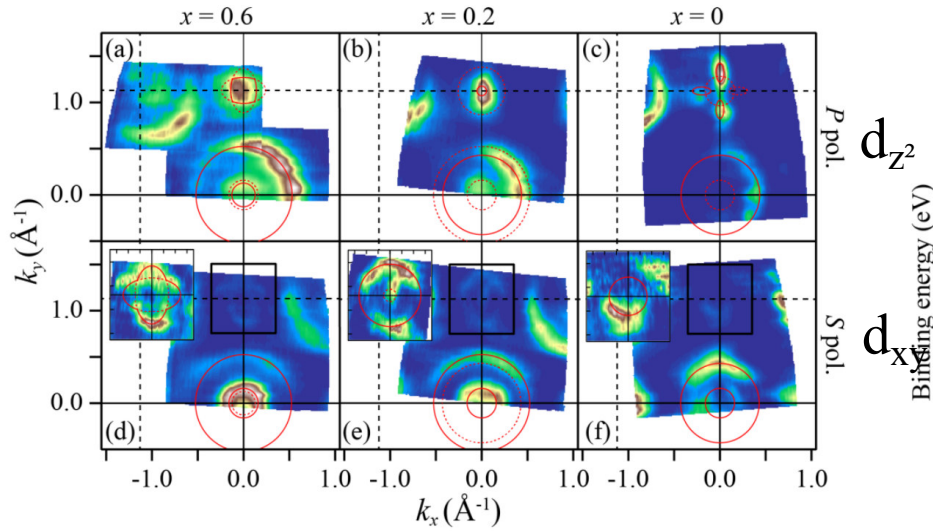 x = 0.6 x = 0.2 x = 0
(a) (b) (c)
1.0
0.0
P pol. d_z²
k_y (Å⁻¹)
1.0
0.0
S pol. d_xy
Binding energy (eV)
(d) (e) (f)
-1.0 0.0 -1.0 0.0 -1.0 0.0 1.0
k_x (Å⁻¹)